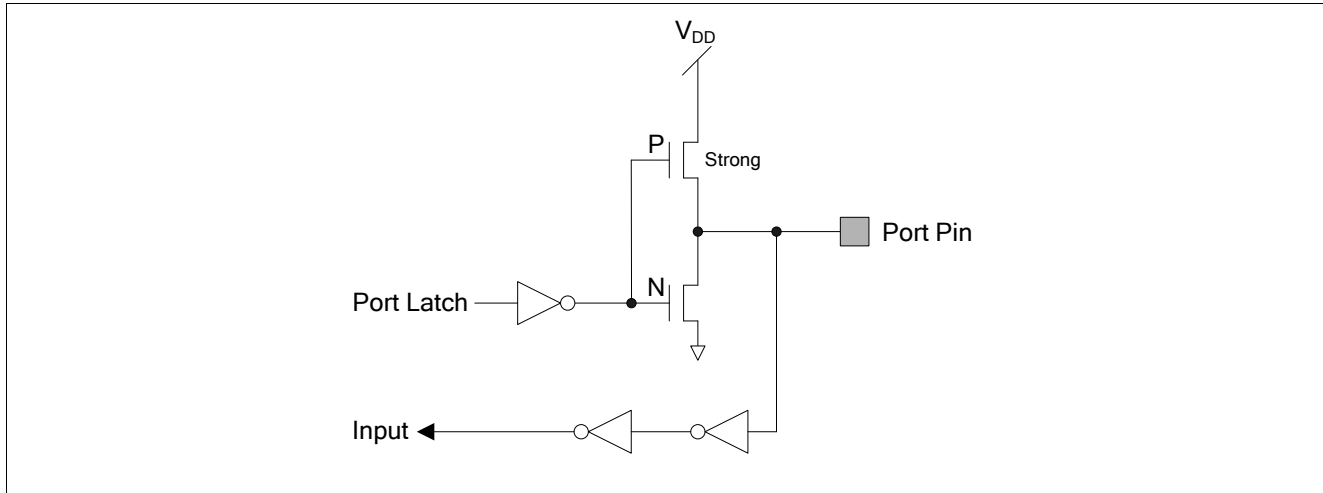 VDD
P
Strong
Port Pin
N
Port Latch
Input